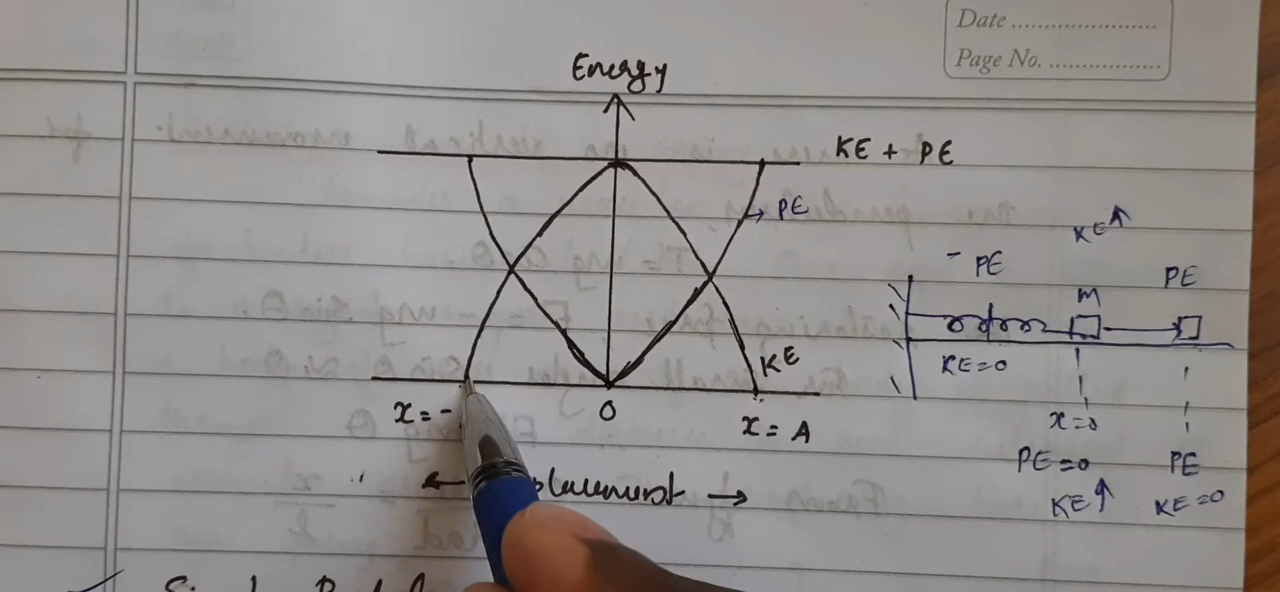 Date
Page No.
Energy
KE + PE
PE
KE
x = -
O
x = A
KE↑
- PE
PE
M
KE=0
x=0
PE=0
PE
KE↑
KE=0
← →